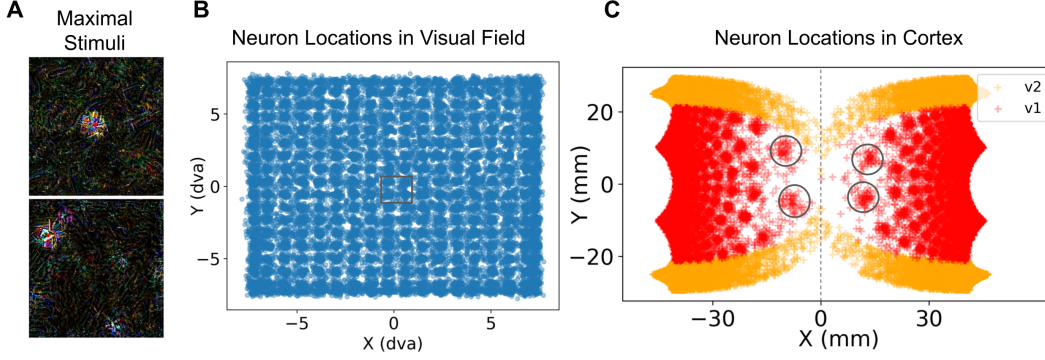 A
Maximal
Stimuli
B
Neuron Locations in Visual Field
Y (dva)
5
0
−5
−5
0
5
X (dva)
C
Neuron Locations in Cortex
v2
v1
Y (mm)
20
0
−20
−30
0
30
X (mm)